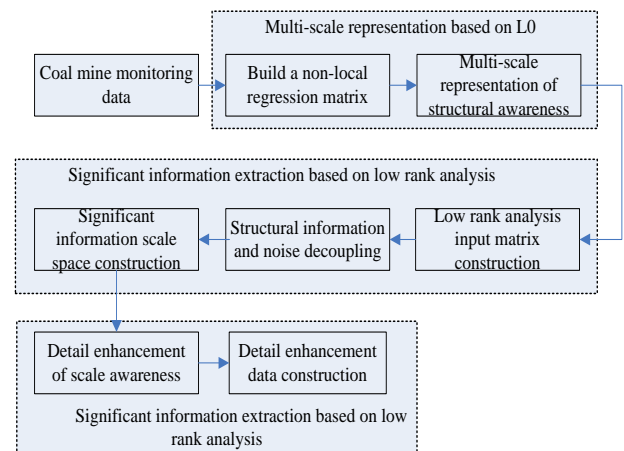 Multi-scale representation based on L0
Coal mine monitoring
data
Build a non-local
regression matrix
Multi-scale
representation of
structural awareness
Significant information extraction based on low rank analysis
Significant
information scale
space construction
Structural information
and noise decoupling
Low rank analysis
input matrix
construction
Detail enhancement
of scale awareness
Detail enhancement
data construction
Significant information extraction based on low
rank analysis